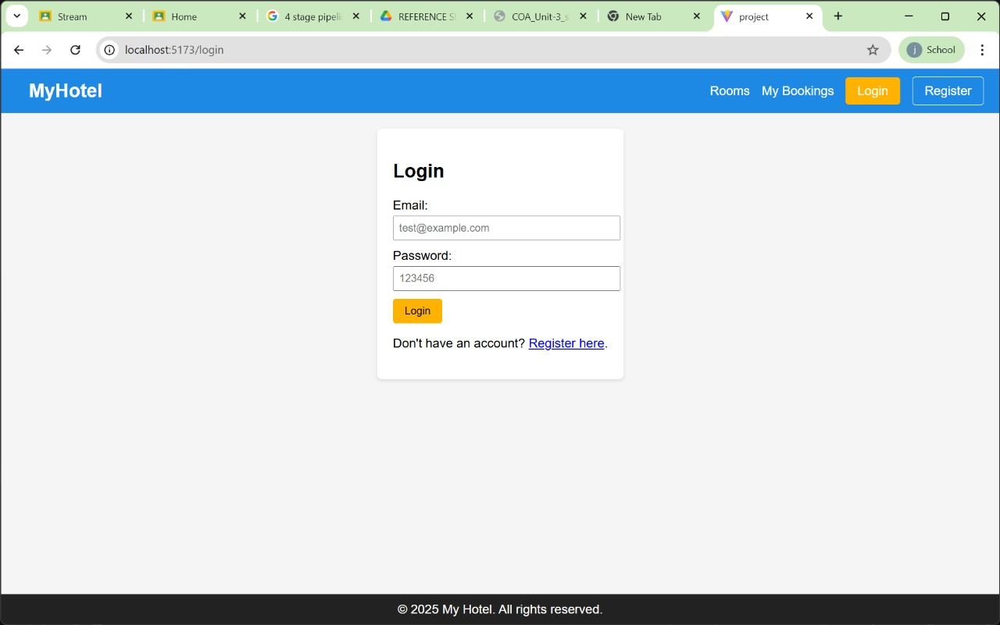 Stream
Home
4 stage pipeli
REFERENCE S
COA_Unit-3_s
New Tab
project
localhost:5173/login
j
School
MyHotel
Rooms
My Bookings
Login
Register
Login
Email:
test@example.com
Password:
123456
Login
Don't have an account? Register here.
© 2025 My Hotel. All rights reserved.